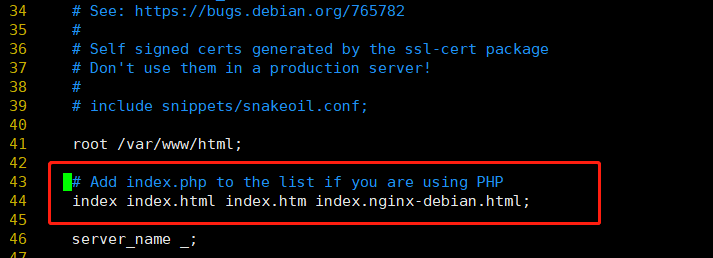 34 # See: https://bugs.debian.org/765782
35 #
36 # Self signed certs generated by the ssl-cert package
37 # Don't use them in a production server!
38 #
39 # include snippets/snakeoil.conf;
40
41 root /var/www/html;
42
43 # Add index.php to the list if you are using PHP
44 index index.html index.htm index.nginx-debian.html;
45
46 server_name _;